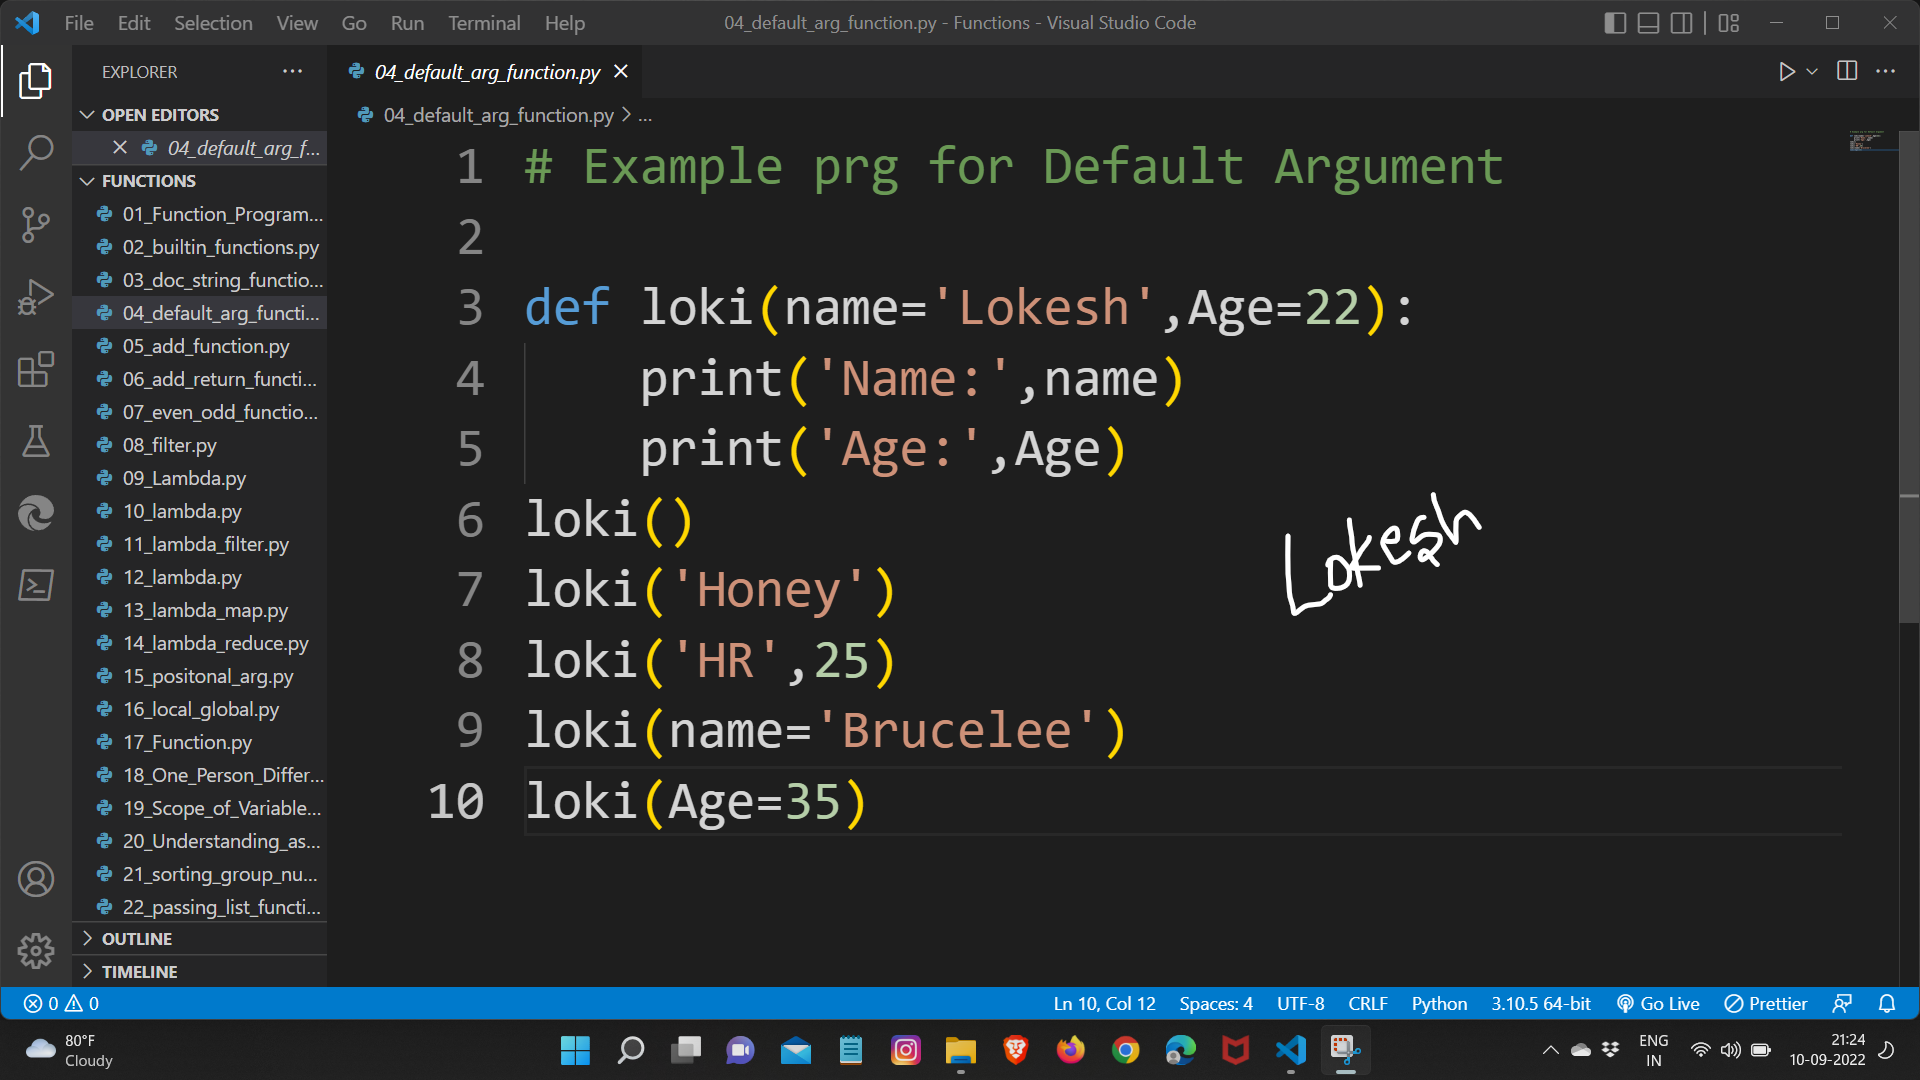 File Edit Selection View Go Run Terminal Help
04_default_arg_function.py - Functions - Visual Studio Code
EXPLORER
OPEN EDITORS
04_default_arg_f...
FUNCTIONS
01_Function_Program...
02_builtin_functions.py
03_doc_string_functio...
04_default_arg_functi...
05_add_function.py
06_add_return_functi...
07_even_odd_functio...
08_filter.py
09_Lambda.py
10_lambda.py
11_lambda_filter.py
12_lambda.py
13_lambda_map.py
14_lambda_reduce.py
15_positonal_arg.py
16_local_global.py
17_Function.py
18_One_Person_Differ...
19_Scope_of_Variable...
20_Understanding_as...
21_sorting_group_nu...
22_passing_list_functi...
OUTLINE
TIMELINE
04_default_arg_function.py
04_default_arg_function.py > ...
1 # Example prg for Default Argument
2
3 def loki(name='Lokesh',Age=22):
4     print('Name:',name)
5     print('Age:',Age)
6 loki()
7 loki('Honey')
8 loki('HR',25)
9 loki(name='Brucelee')
10 loki(Age=35)
Lokesh
0 0 Ln 10, Col 12 Spaces: 4 UTF-8 CRLF Python 3.10.5 64-bit Go Live Prettier
80°F
Cloudy
ENG
IN
21:24
10-09-2022